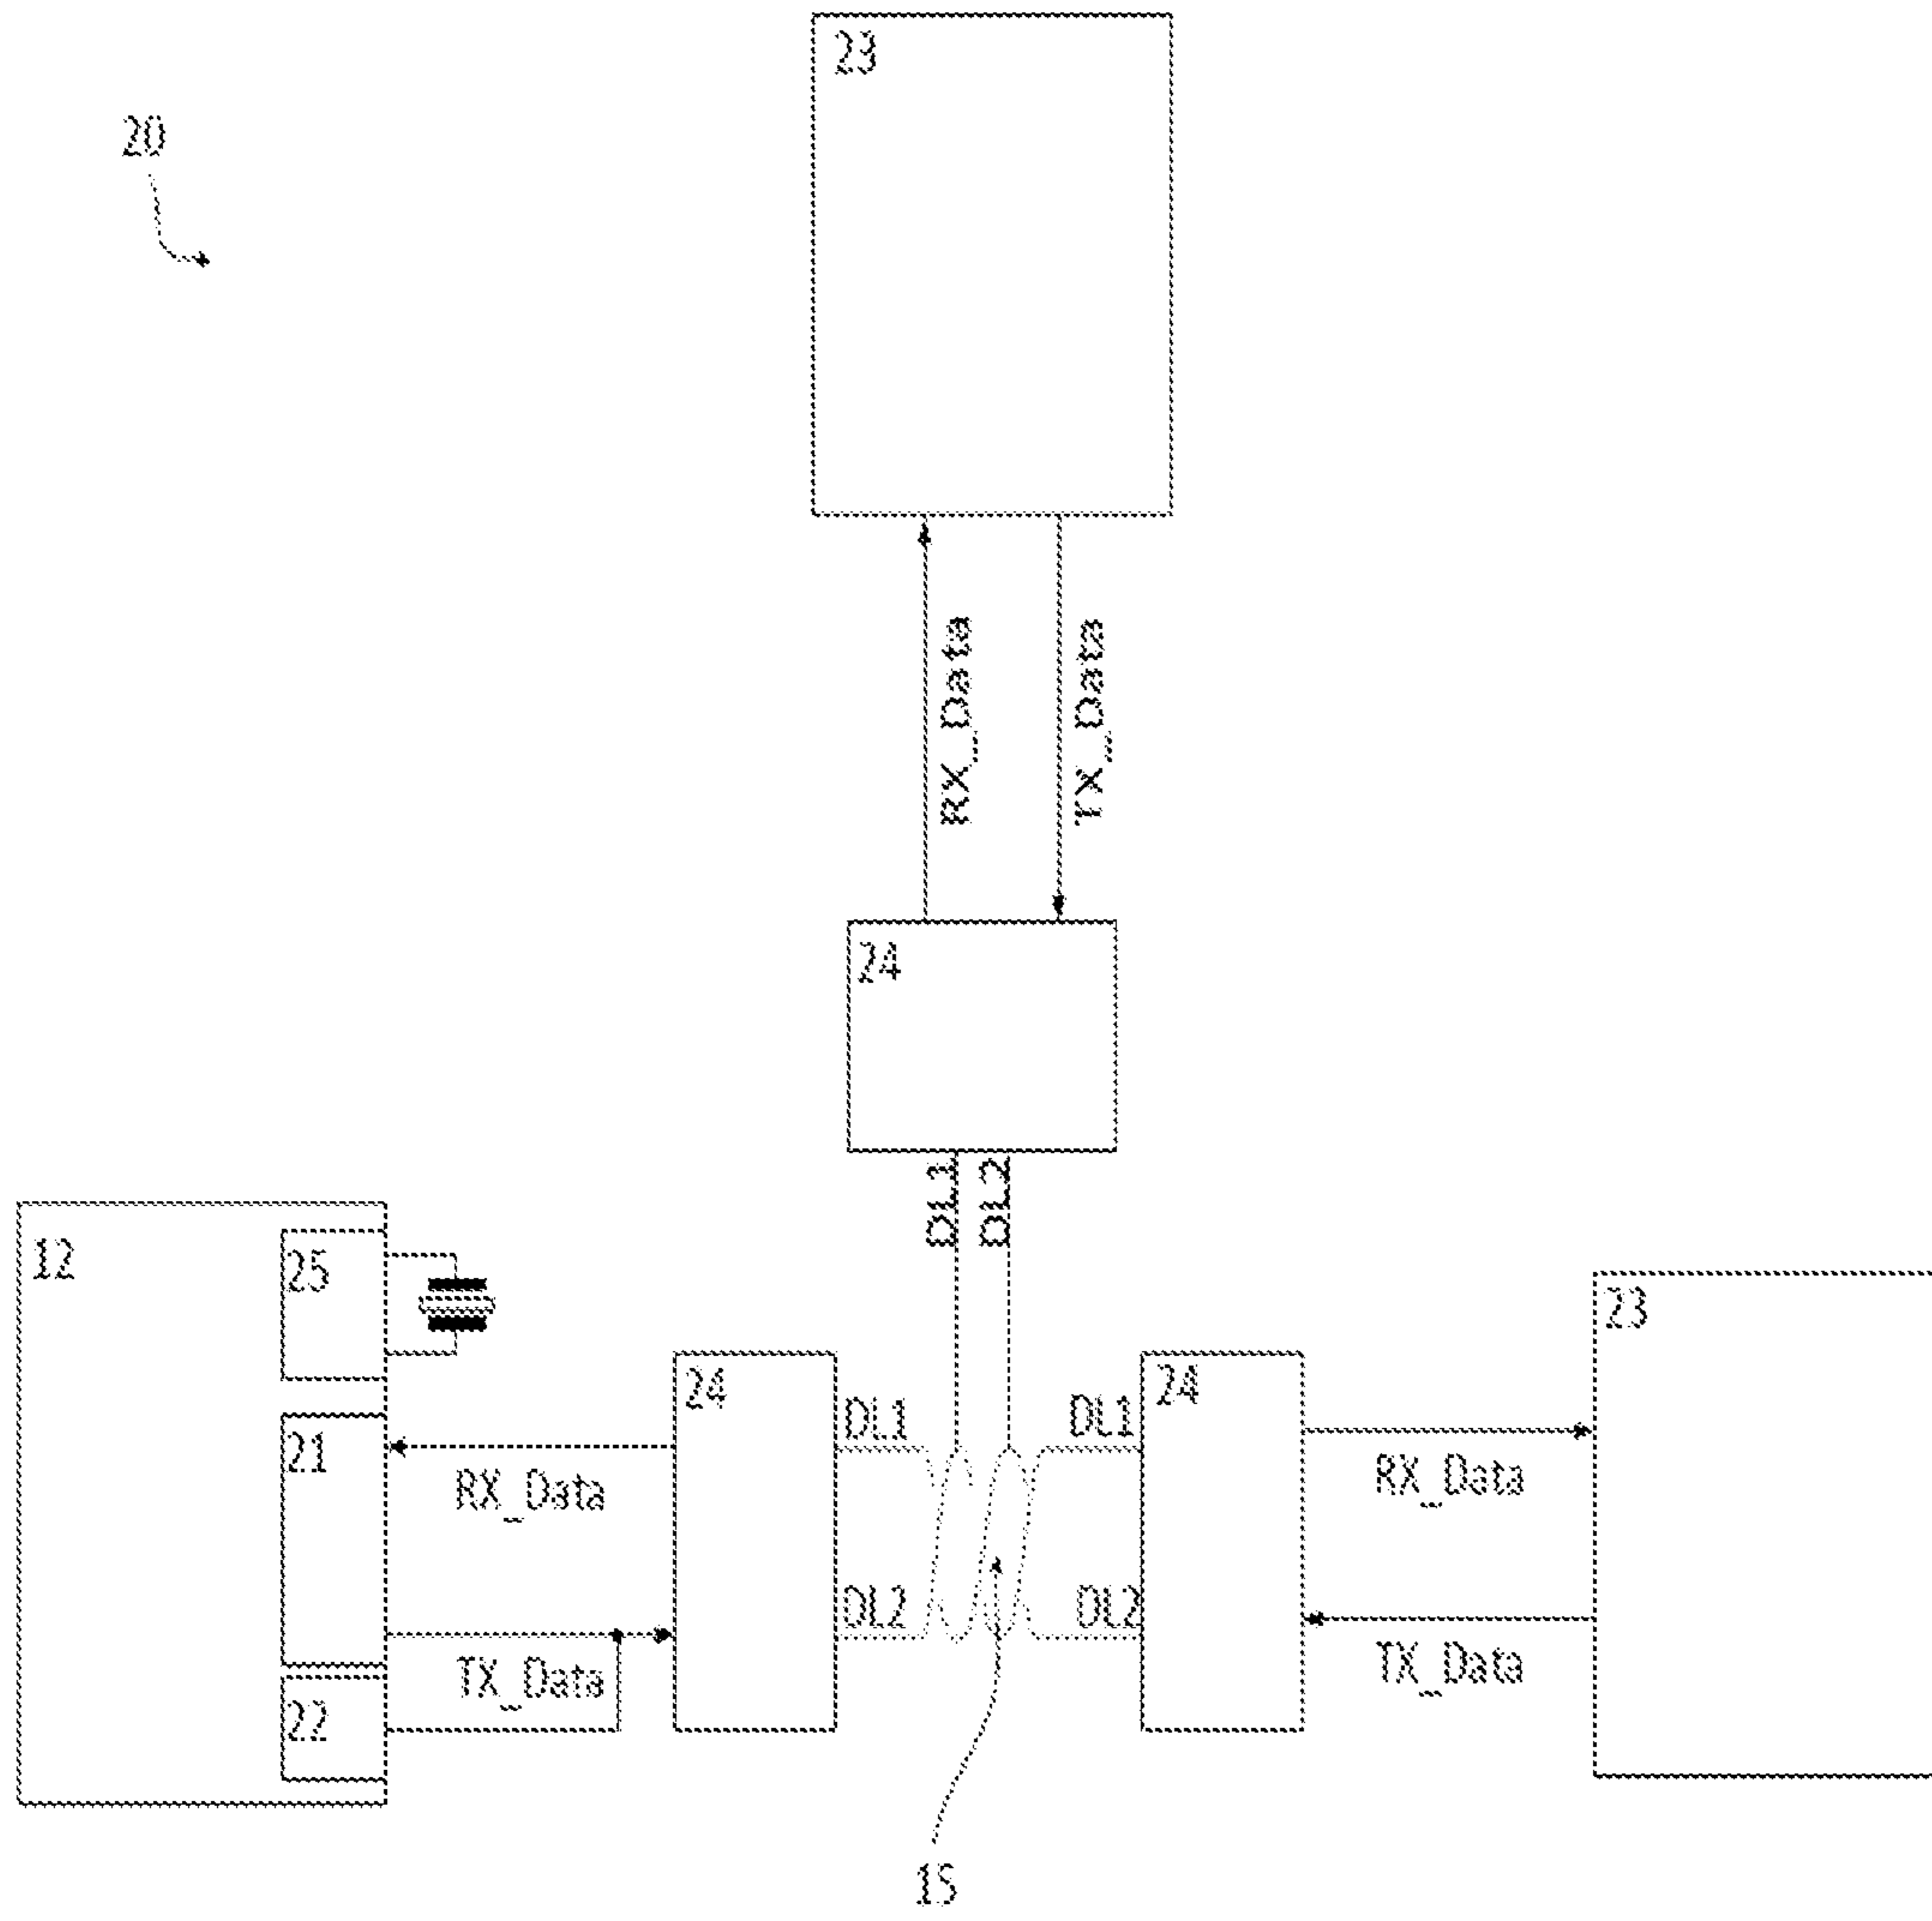 23
20
RX_Data
TX_Data
24
DL1
DL2
12
25
23
24
24
DL1
DL1
21
RX_Data
RX_Data
DL2
DL2
TX_Data
TX_Data
22
15